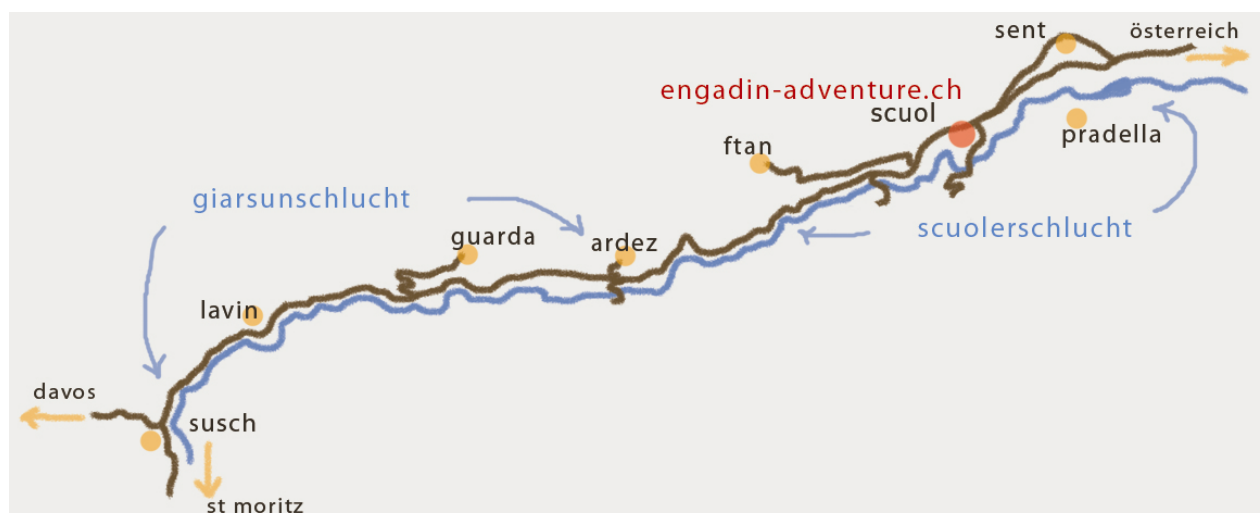 sent
österreich
engadin-adventure.ch
scuol
pradella
ftan
giarsunschlucht
scuolerschlucht
guarda
ardez
lavin
davos
susch
st moritz